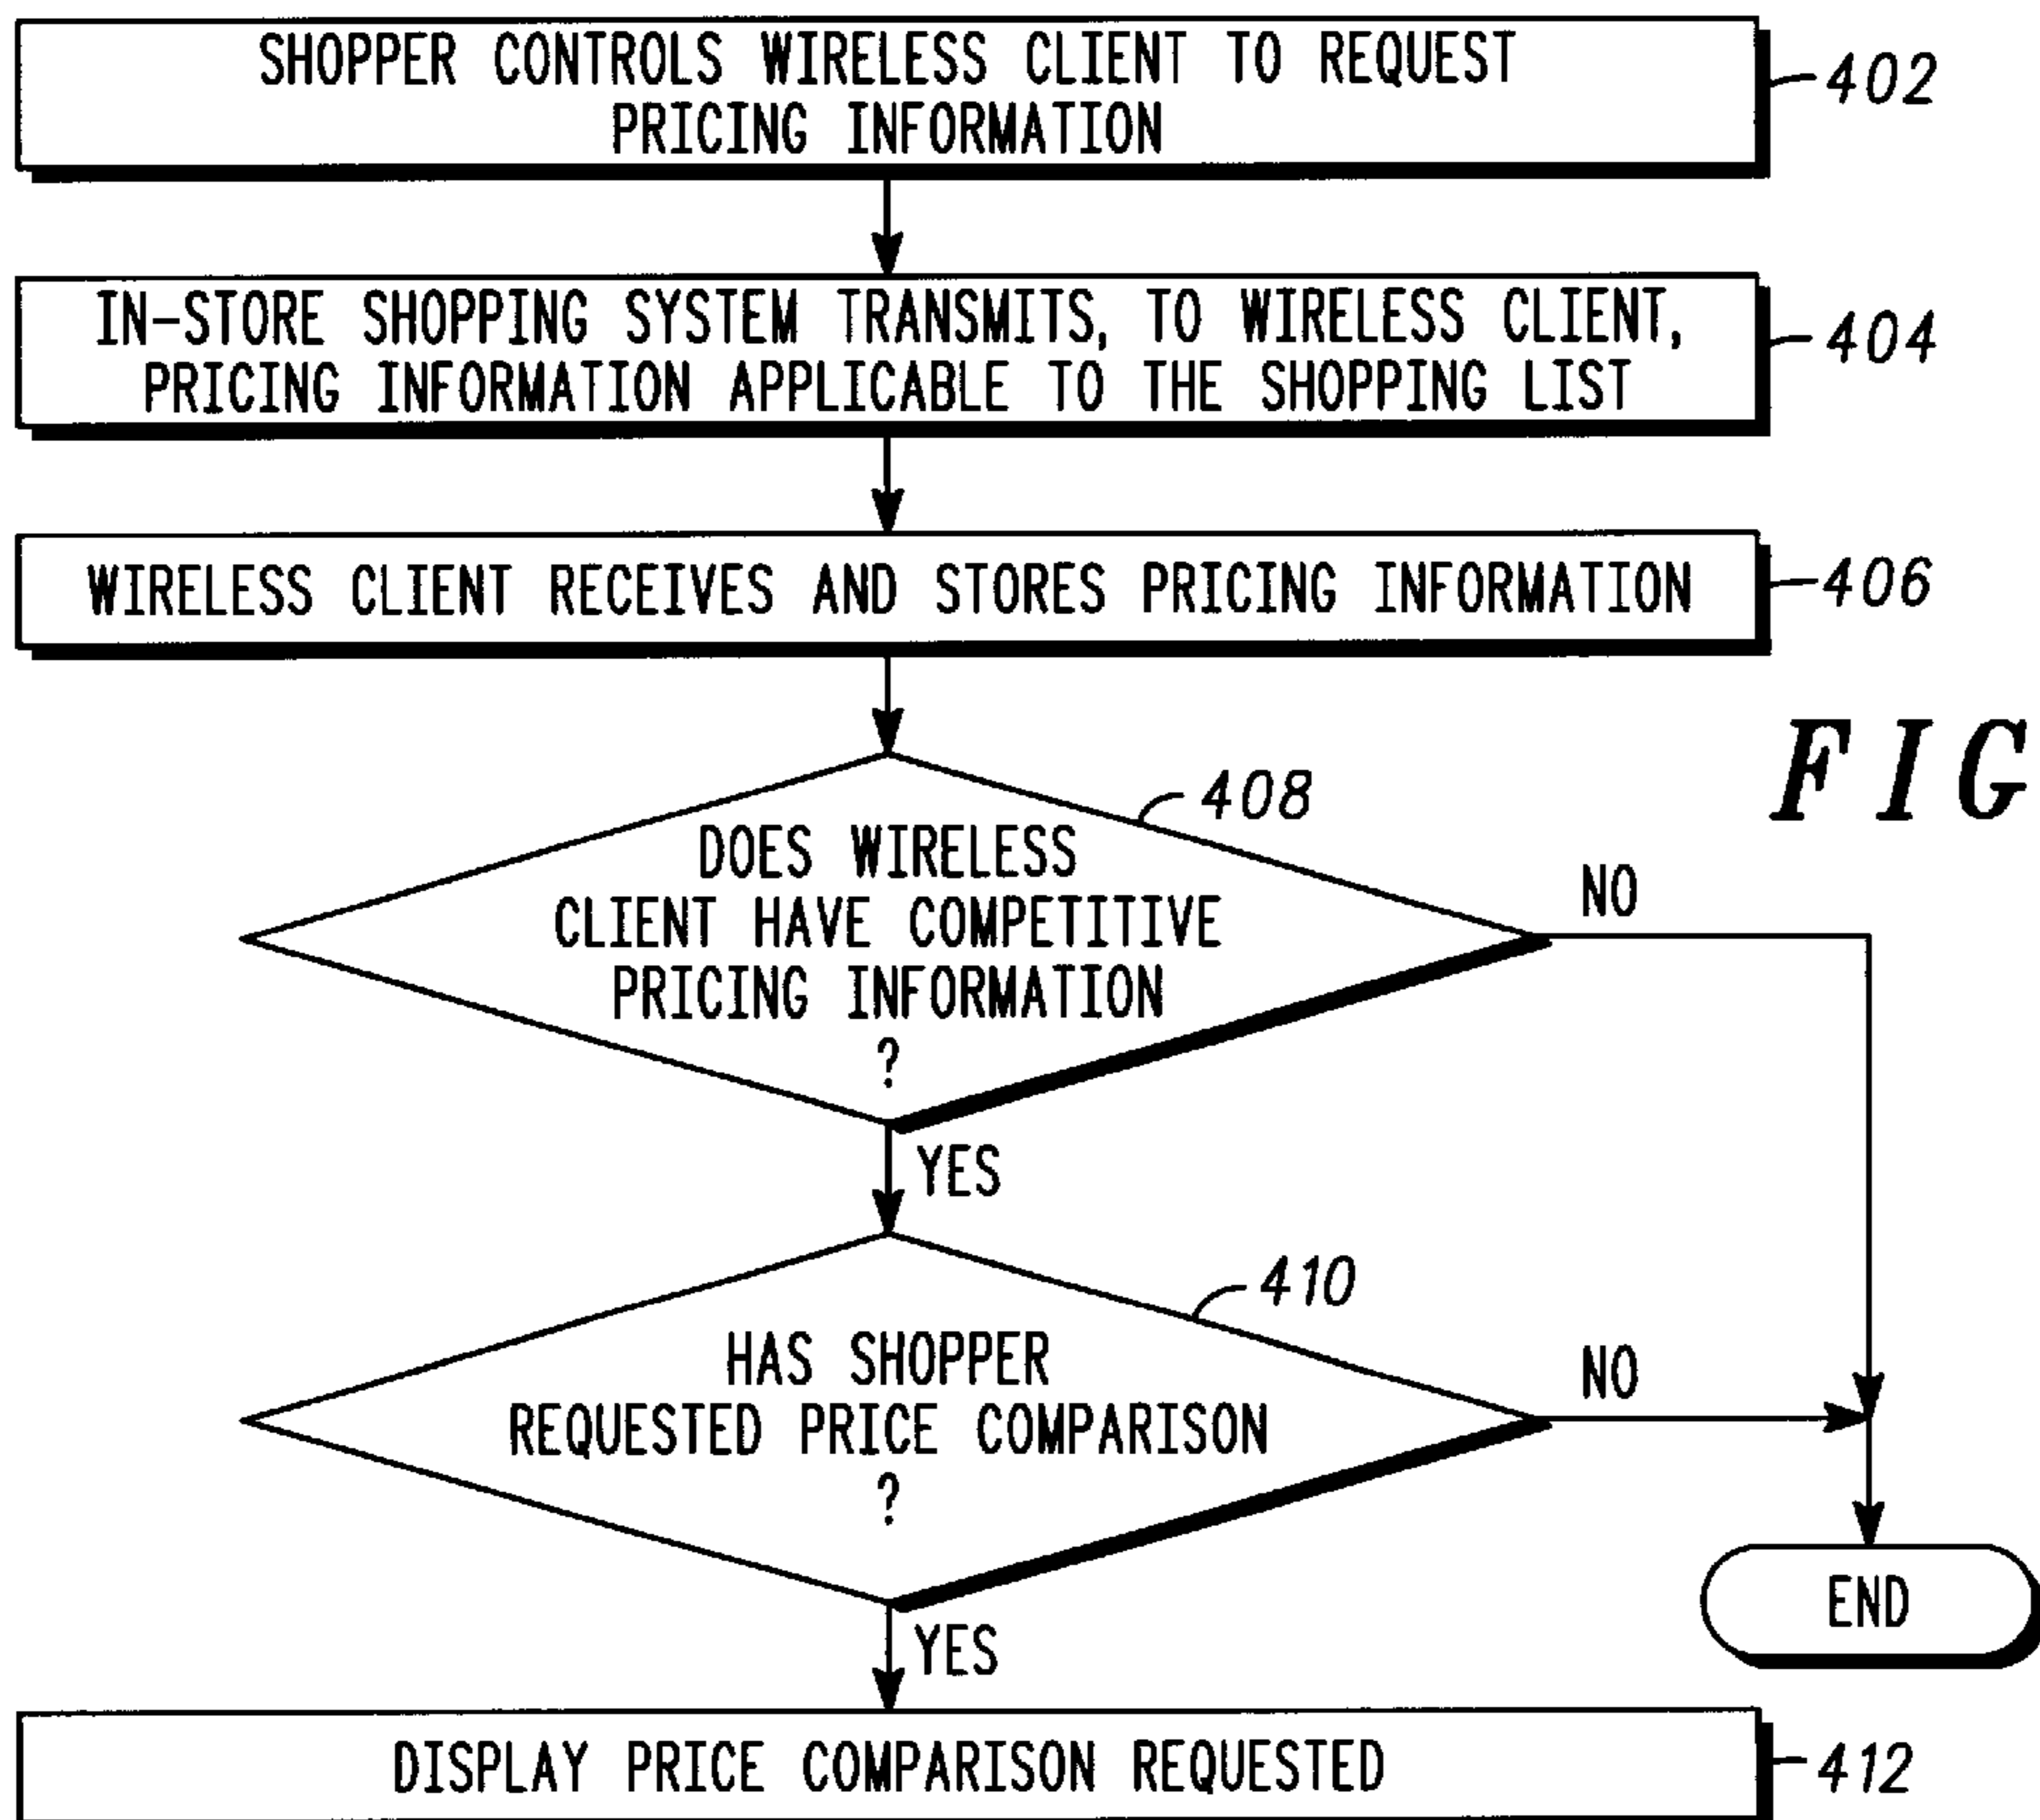 SHOPPER CONTROLS WIRELESS CLIENT TO REQUEST
PRICING INFORMATION
402
IN-STORE SHOPPING SYSTEM TRANSMITS, TO WIRELESS CLIENT,
PRICING INFORMATION APPLICABLE TO THE SHOPPING LIST
404
WIRELESS CLIENT RECEIVES AND STORES PRICING INFORMATION
406
FIG
408
DOES WIRELESS
CLIENT HAVE COMPETITIVE
PRICING INFORMATION
?
NO
YES
410
HAS SHOPPER
REQUESTED PRICE COMPARISON
?
NO
END
YES
DISPLAY PRICE COMPARISON REQUESTED
412